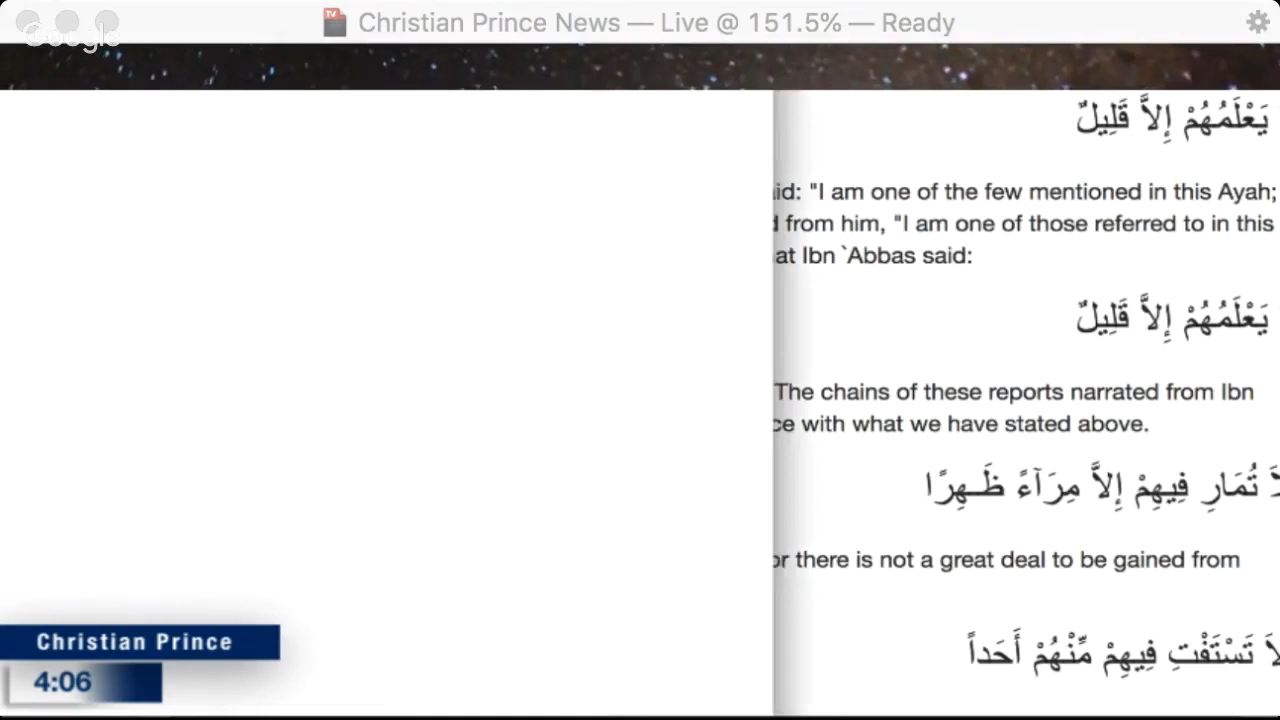 Google
Christian Prince News — Live @ 151.5% — Ready
يَعْلَمُهُمْ إِلاَّ قَلِيلٌ
id: "I am one of the few mentioned in this Ayah;
from him, "I am one of those referred to in this
at Ibn `Abbas said:
يَعْلَمُهُمْ إِلاَّ قَلِيلٌ
The chains of these reports narrated from Ibn
ce with what we have stated above.
تُمَارِ فِيهِمْ إِلاَّ مِرَآءً ظَـهِرًا
or there is not a great deal to be gained from
تَسْتَفْتِ فِيهِمْ مِّنْهُمْ أَحَداً
Christian Prince
4:06